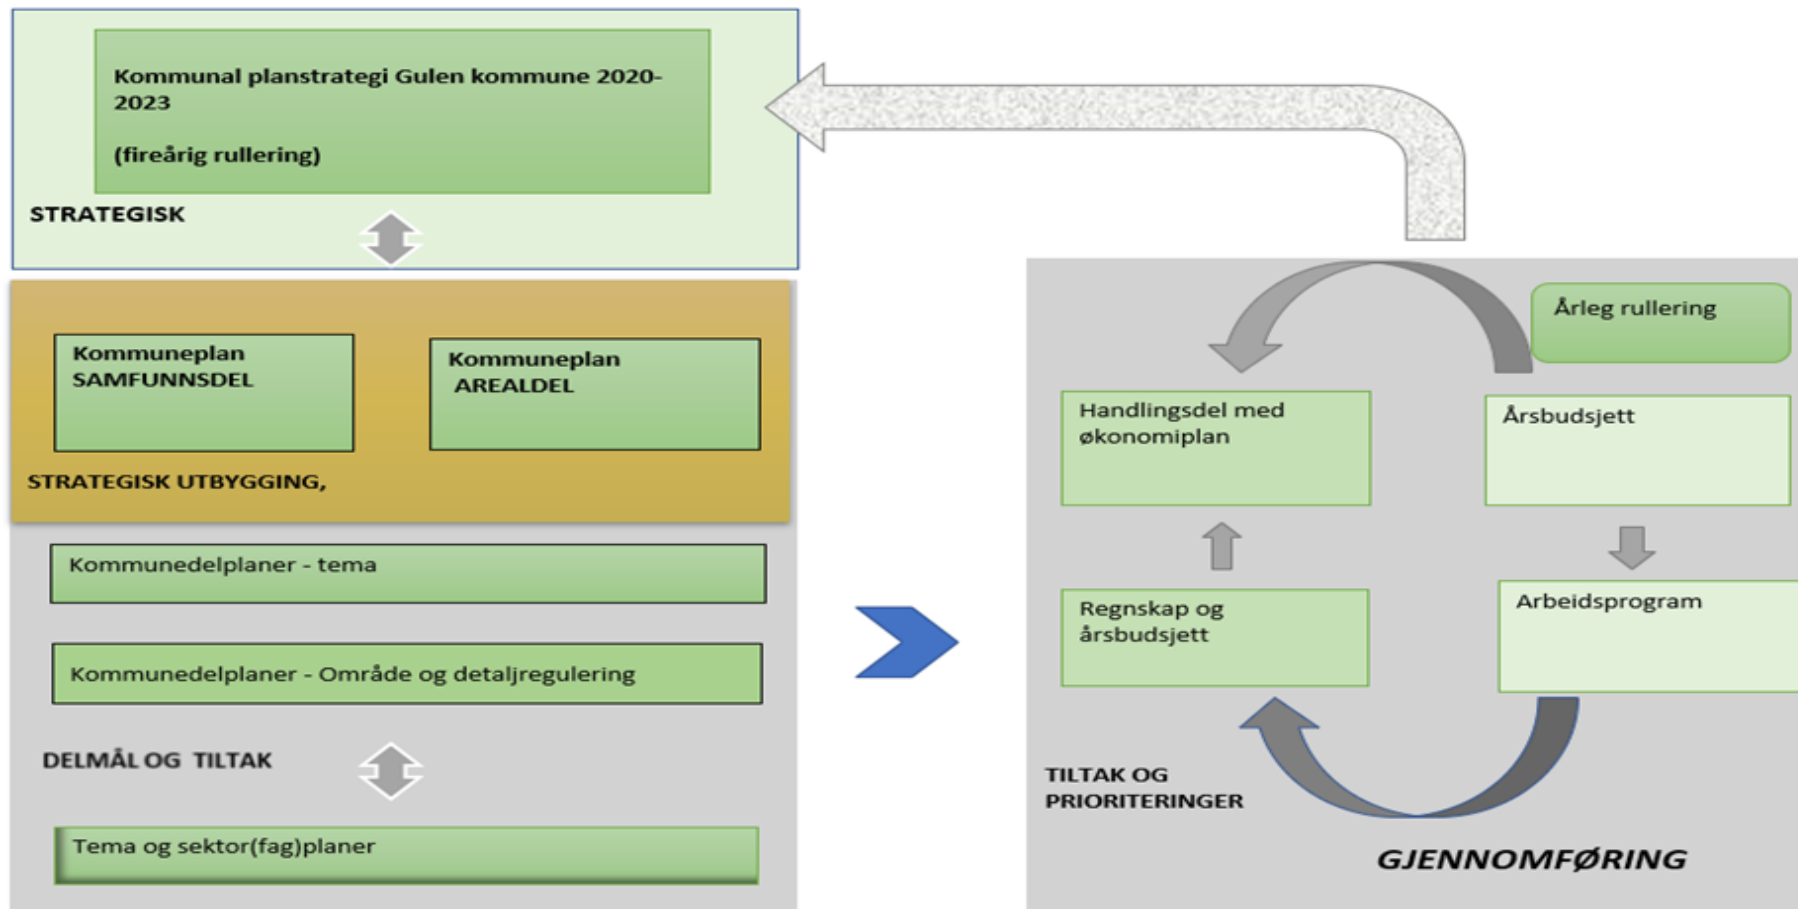 Kommunal planstrategi Gulen kommune 2020-
2023
(fireårig rullering)
STRATEGISK
Kommuneplan
SAMFUNNSDEL
Kommuneplan
AREALDEL
STRATEGISK UTBYGGING,
Kommunedelplaner - tema
Kommunedelplaner - Område og detaljregulering
DELMÅL OG TILTAK
Tema og sektor(fag)planer
Årleg rullering
Handlingsdel med
økonomiplan
Årsbudsjett
Regnskap og
årsbudsjett
Arbeidsprogram
TILTAK OG
PRIORITERINGER
GJENNOMFØRING